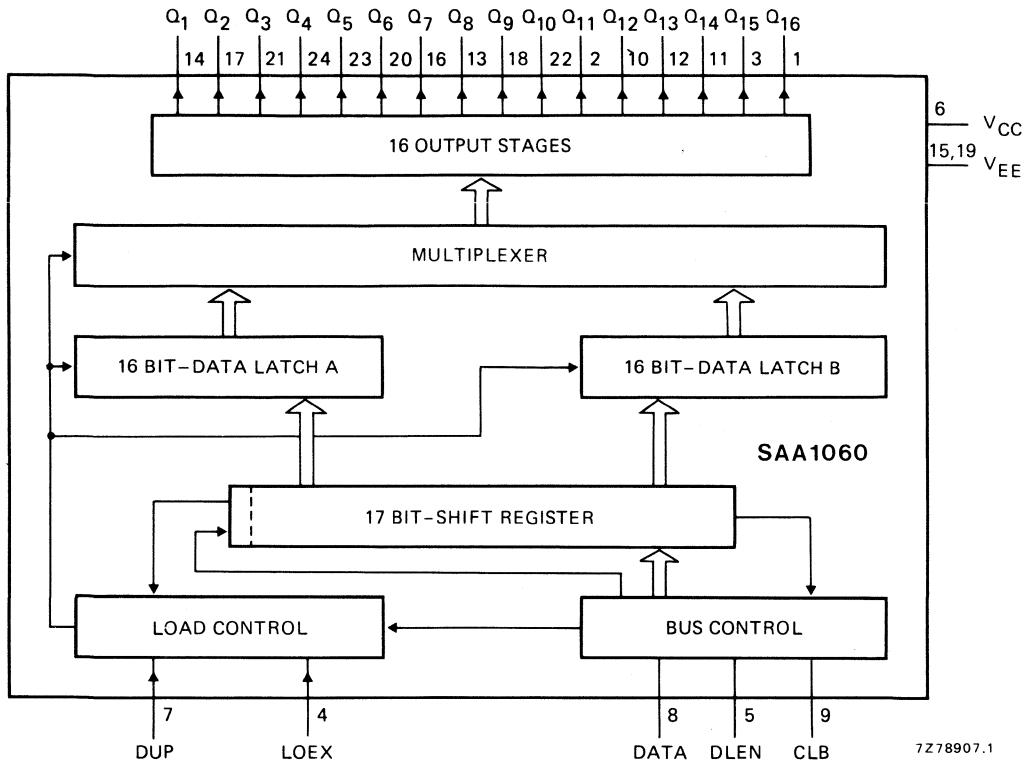 Q1 Q2 Q3 Q4 Q5 Q6 Q7 Q8 Q9 Q10 Q11 Q12 Q13 Q14 Q15 Q16
14 17 21 24 23 20 16 13 18 22 2 10 12 11 3 1
6 VCC
15,19 VEE
16 OUTPUT STAGES
MULTIPLEXER
16 BIT–DATA LATCH A
16 BIT–DATA LATCH B
SAA1060
17 BIT–SHIFT REGISTER
LOAD CONTROL
BUS CONTROL
7 4 8 5 9
DUP LOEX DATA DLEN CLB
7Z78907.1